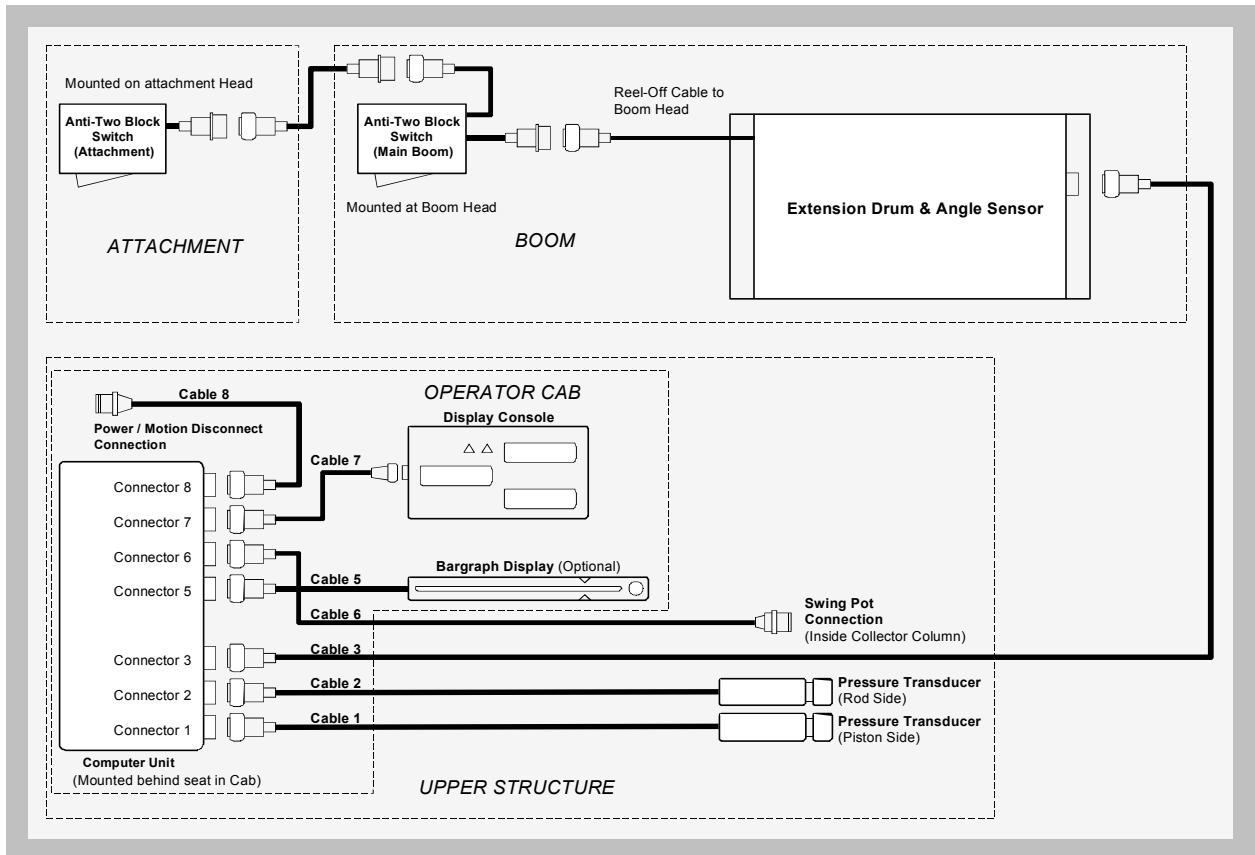 Mounted on attachment Head
Anti-Two Block
Switch
(Attachment)
ATTACHMENT
Anti-Two Block
Switch
(Main Boom)
Mounted at Boom Head
BOOM
Reel-Off Cable to
Boom Head
Extension Drum & Angle Sensor
OPERATOR CAB
Cable 8
Power / Motion Disconnect
Connection
Display Console
Cable 7
Connector 8
Connector 7
Connector 6
Connector 5
Connector 3
Connector 2
Connector 1
Bargraph Display (Optional)
Cable 5
Cable 6
Swing Pot
Connection
(Inside Collector Column)
Cable 3
Cable 2
Pressure Transducer
(Rod Side)
Cable 1
Pressure Transducer
(Piston Side)
Computer Unit
(Mounted behind seat in Cab)
UPPER STRUCTURE